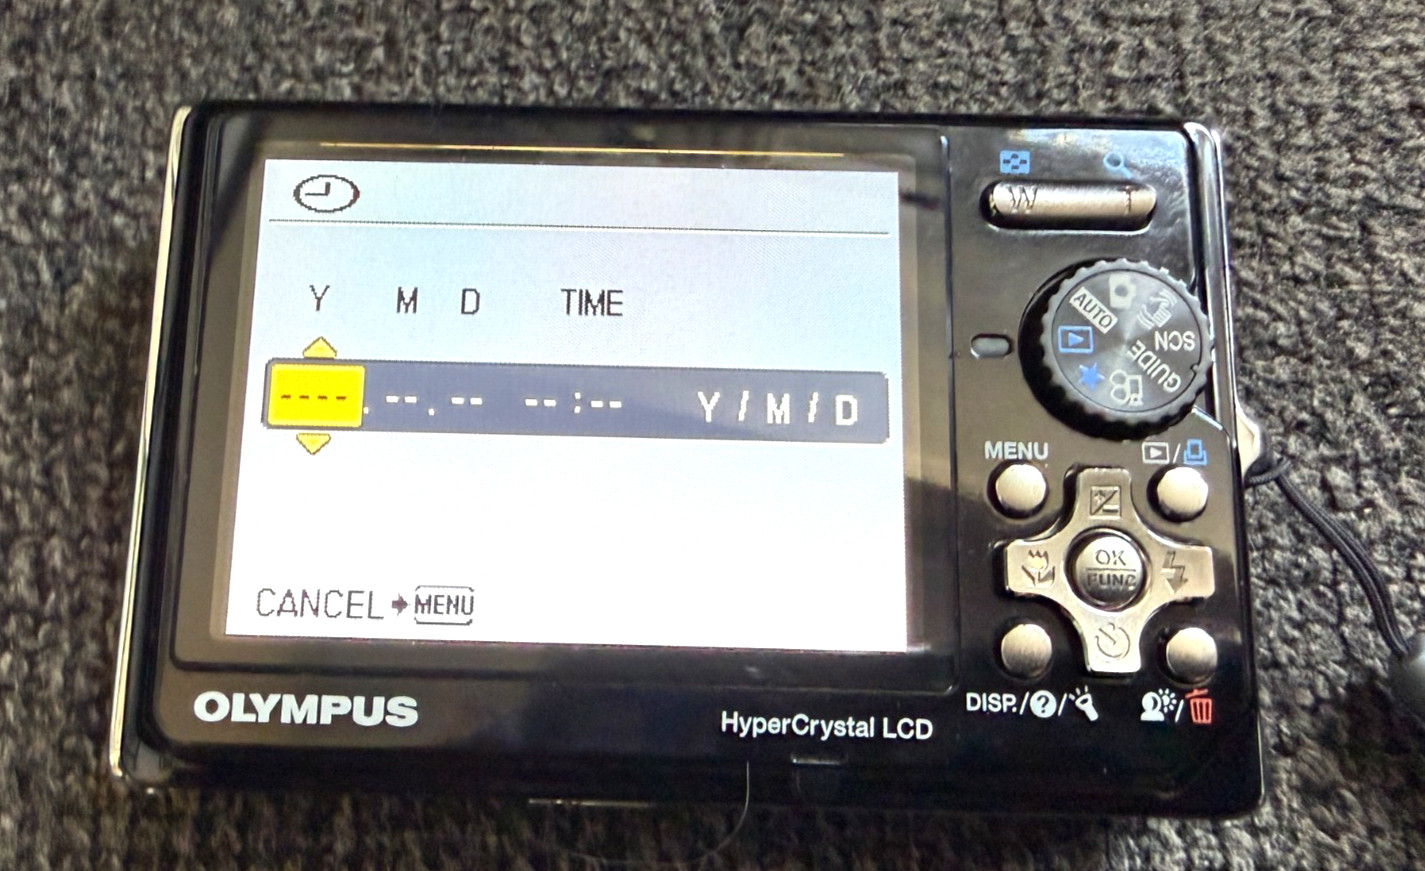 Y M D TIME
----.--.-- --:-- Y/M/D
CANCEL➡MENU
OLYMPUS
HyperCrystal LCD
W T
AUTO
SCN
GUIDE
MENU
OK
FUNC
DISP./?/